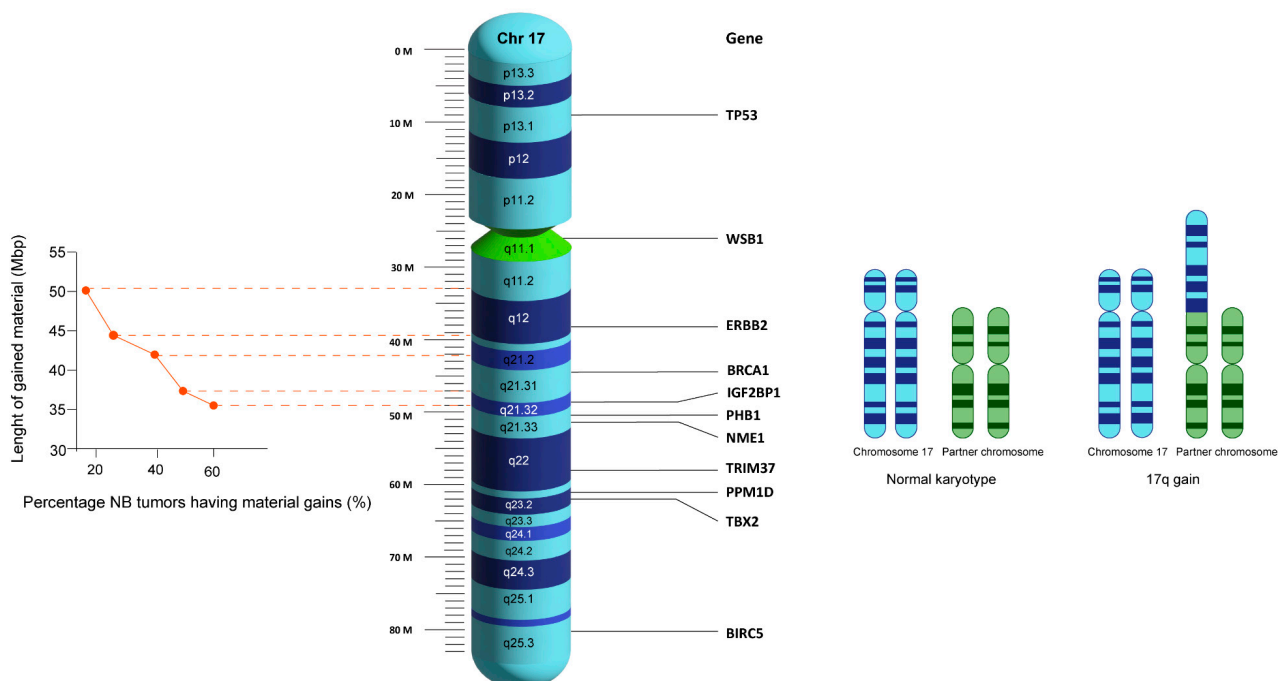 Lenght of gained material (Mbp)
55
50
45
40
35
30
20
40
60
Percentage NB tumors having material gains (%)
0 M
10 M
20 M
30 M
40 M
50 M
60 M
70 M
80 M
Chr 17
p13.3
p13.2
p13.1
p12
p11.2
q11.1
q11.2
q12
q21.2
q21.31
q21.32
q21.33
q22
q23.2
q23.3
q24.1
q24.2
q24.3
q25.1
q25.3
Gene
TP53
WSB1
ERBB2
BRCA1
IGF2BP1
PHB1
NME1
TRIM37
PPM1D
TBX2
BIRC5
Chromosome 17
Partner chromosome
Normal karyotype
Chromosome 17
Partner chromosome
17q gain